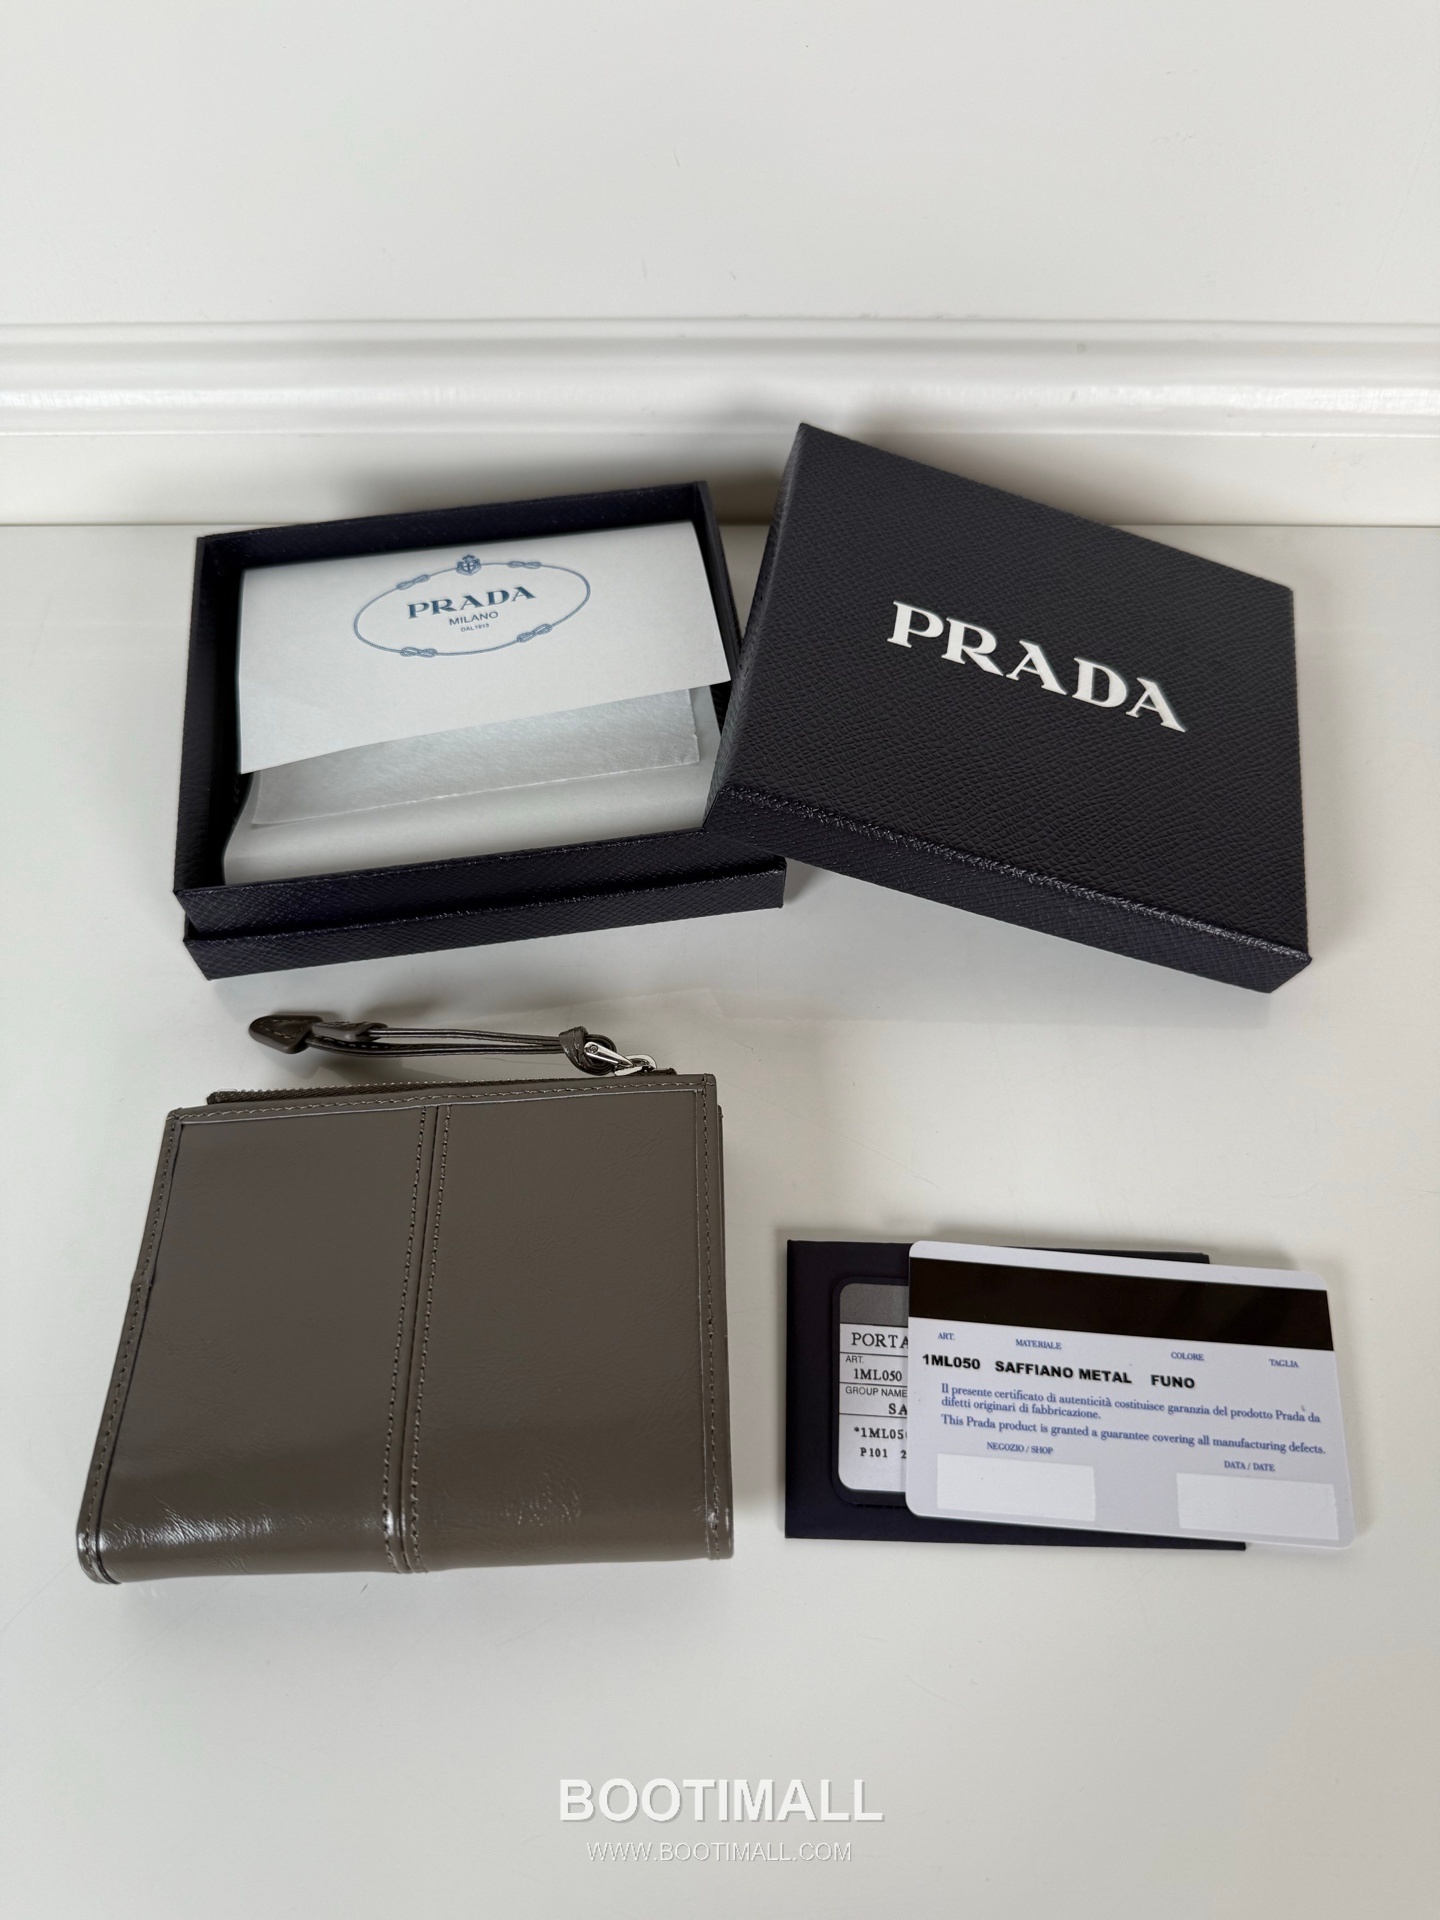 PRADA
MILANO
DAL 1913
PRADA
PORTA
ART.
1ML050
GROUP NAME
SA
*1ML050
P101 2
ART. MATERIALE COLORE TAGLIA
1ML050 SAFFIANO METAL FUNO
Il presente certificato di autenticità costituisce garanzia del prodotto Prada da
difetti originari di fabbricazione.
This Prada product is granted a guarantee covering all manufacturing defects.
NEGOZIO / SHOP DATA / DATE
BOOTIMALL
WWW.BOOTIMALL.COM